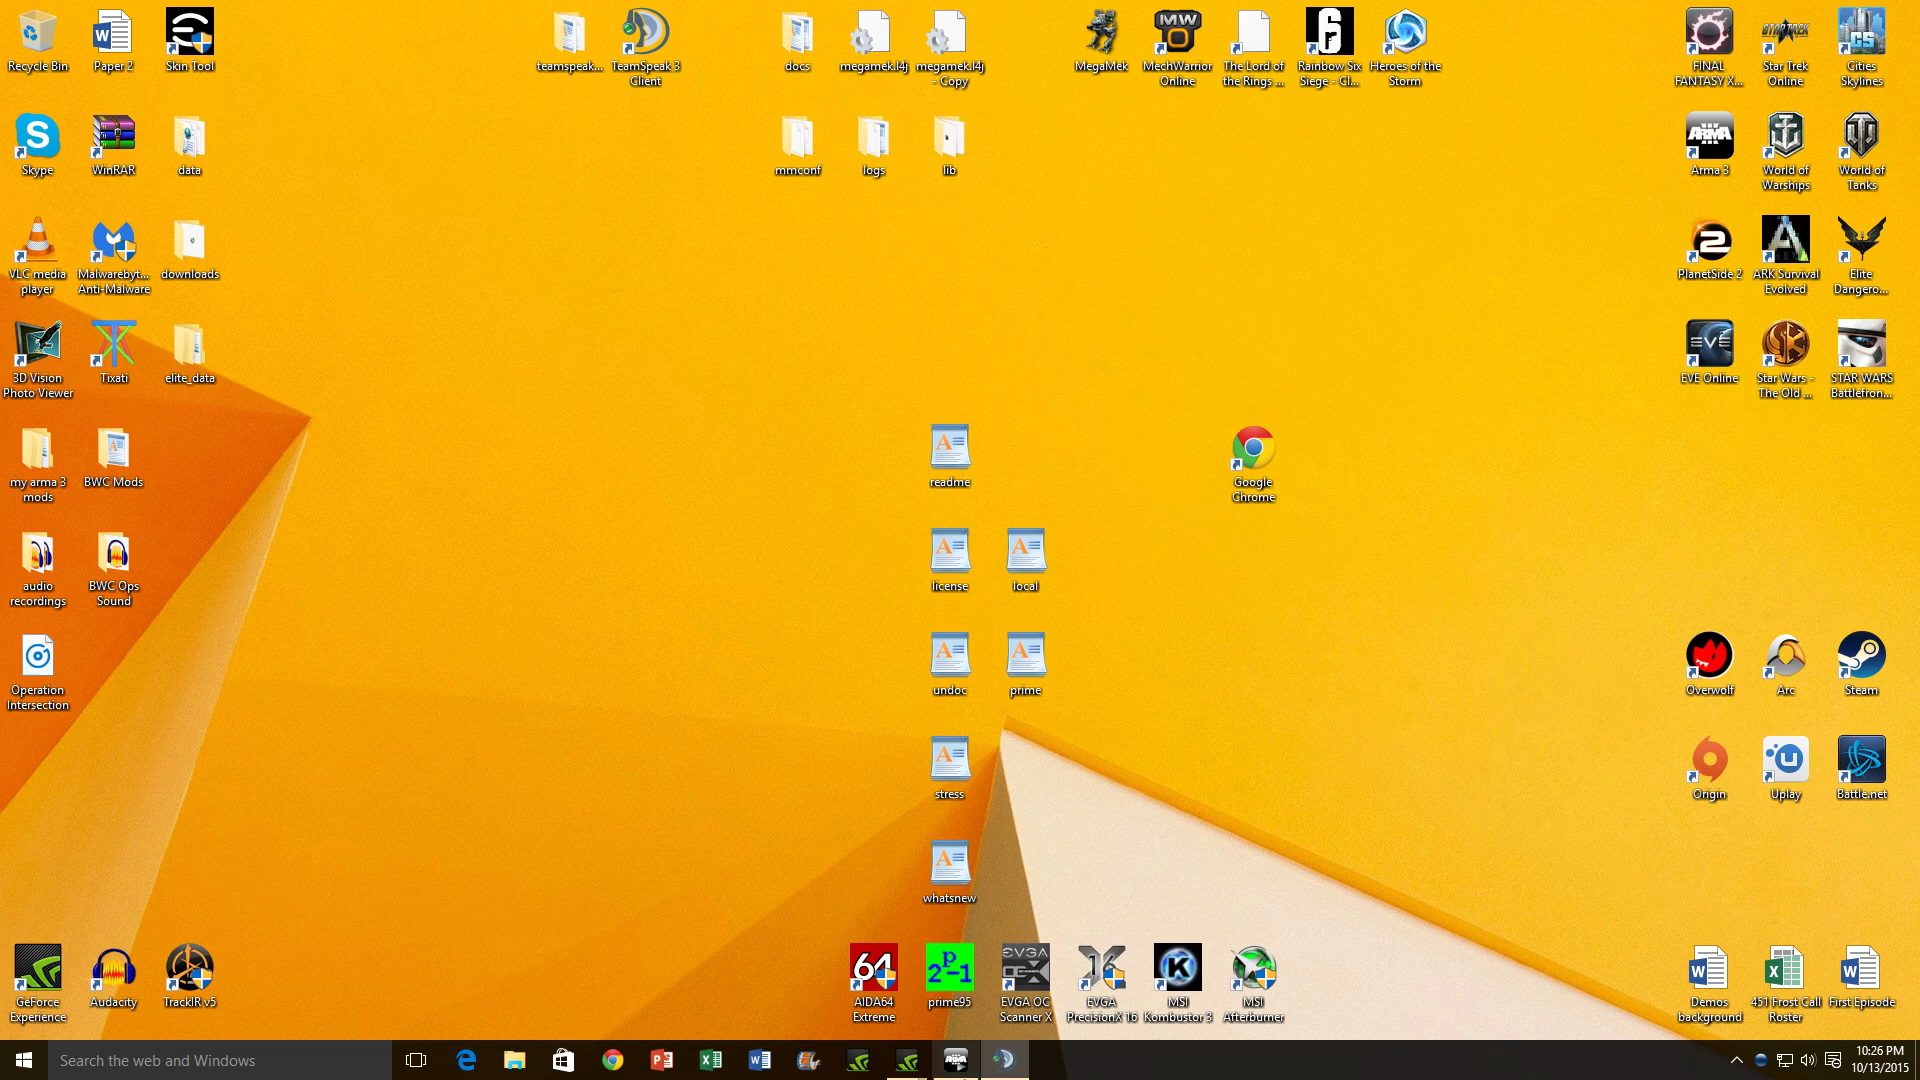 Recycle Bin
Paper 2
Skin Tool
teamspeak...
TeamSpeak 3
Client
docs
megamek.l4j
megamek.l4j
- Copy
MegaMek
MechWarrior
Online
The Lord of
the Rings ...
Rainbow Six
Siege - Cl...
Heroes of the
Storm
FINAL
FANTASY X...
Star Trek
Online
Cities
Skylines
Skype
WinRAR
data
mmconf
logs
lib
Arma 3
World of
Warships
World of
Tanks
VLC media
player
Malwarebyt...
Anti-Malware
downloads
PlanetSide 2
ARK Survival
Evolved
Elite
Dangero...
3D Vision
Photo Viewer
Tixati
elite_data
EVE Online
Star Wars -
The Old ...
STAR WARS
Battlefron...
my arma 3
mods
BWC Mods
readme
Google
Chrome
audio
recordings
BWC Ops
Sound
license
local
Operation
Intersection
undoc
prime
Overwolf
Arc
Steam
stress
Origin
Uplay
Battle.net
whatsnew
GeForce
Experience
Audacity
TrackIR v5
AIDA64
Extreme
prime95
EVGA OC
Scanner X
EVGA
PrecisionX 16
MSI
Kombustor 3
MSI
Afterburner
Demos
background
451 Frost Call
Roster
First Episode
Search the web and Windows
10:26 PM
10/13/2015